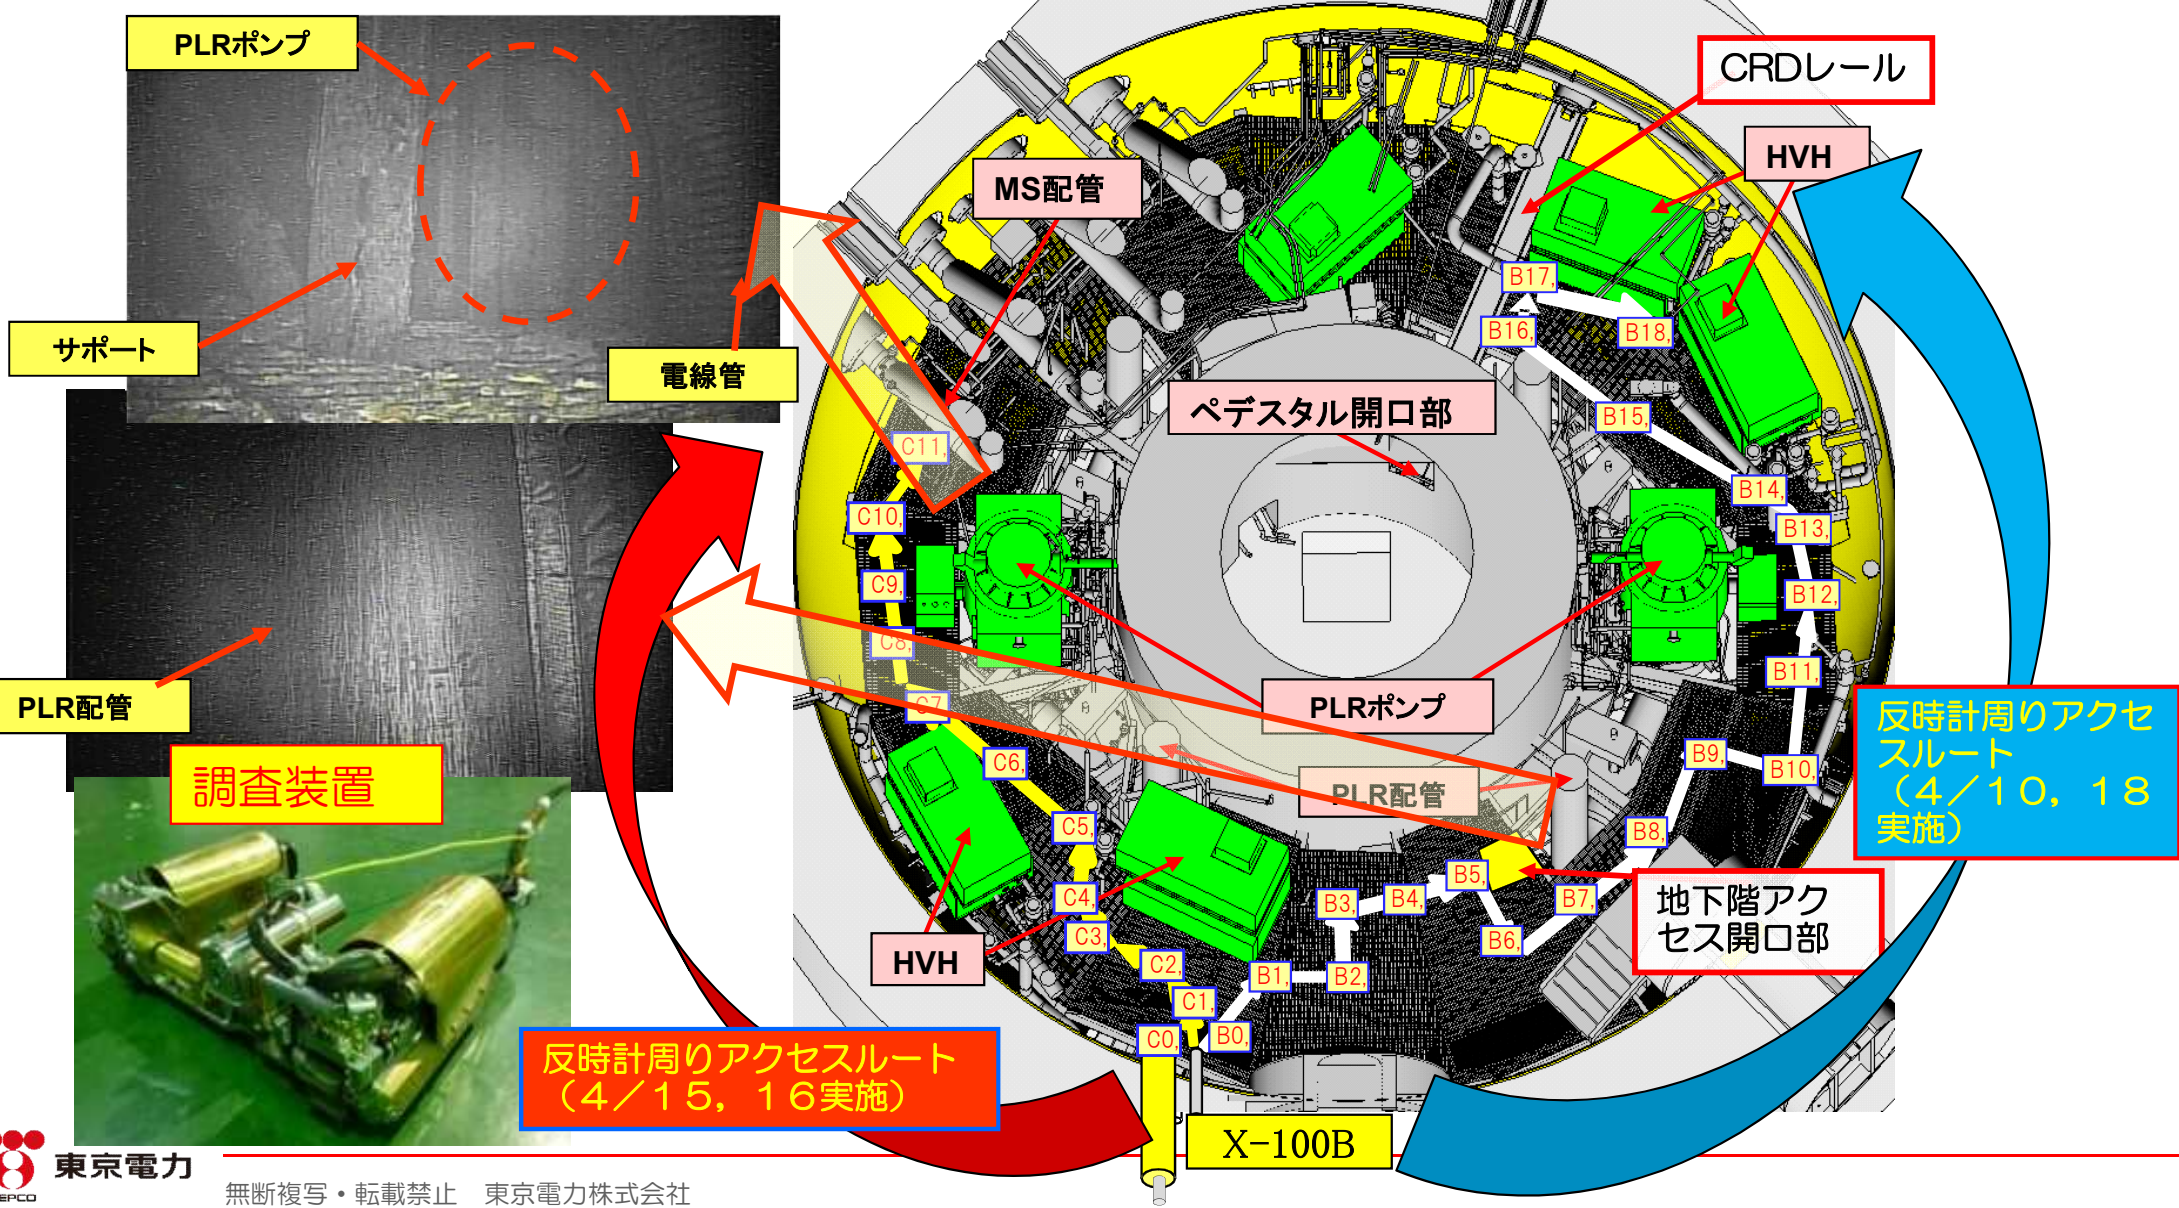 PLRポンプ
サポート
電線管
PLR配管
調査装置
CRDレール
HVH
MS配管
ペデスタル開口部
PLRポンプ
PLR配管
HVH
地下階アク
セス開口部
反時計周りアクセ
スルート
（4／10，18
実施）
反時計周りアクセスルート
（4／15，16実施）
X-100B
B17,
B16,
B18,
B15,
B14,
B13,
B12,
B11,
B10,
B9,
B8,
B7,
B6,
B5,
B4,
B3,
B2,
B1,
B0,
C11,
C10,
C9,
C8,
C7,
C6,
C5,
C4,
C3,
C2,
C1,
C0,
東京電力
無断複写・転載禁止　東京電力株式会社